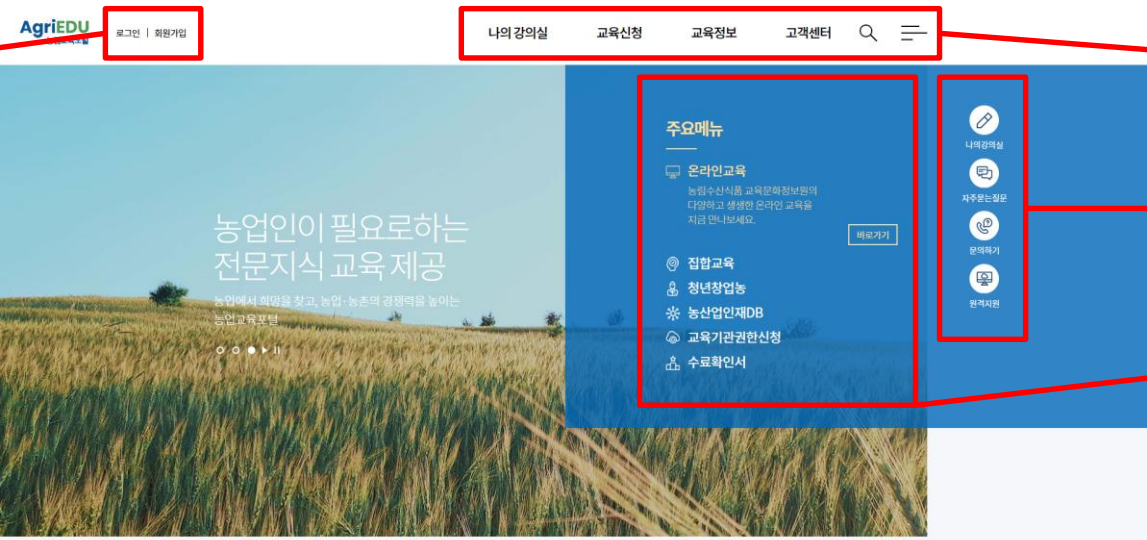 AgriEDU
로그인 | 회원가입
나의 강의실 교육신청 교육정보 고객센터
주요메뉴
온라인교육
농림수산식품 교육문화정보원의
다양하고 생생한 온라인 교육을
지금 만나보세요.
바로가기
집합교육
청년창업농
농산업인재DB
교육기관권한신청
수료확인서
나의강의실
자주묻는질문
문의하기
원격지원
농업인이 필요로하는
전문지식 교육 제공
농업에서 희망을 찾고, 농업·농촌의 경쟁력을 높이는
농업교육포털